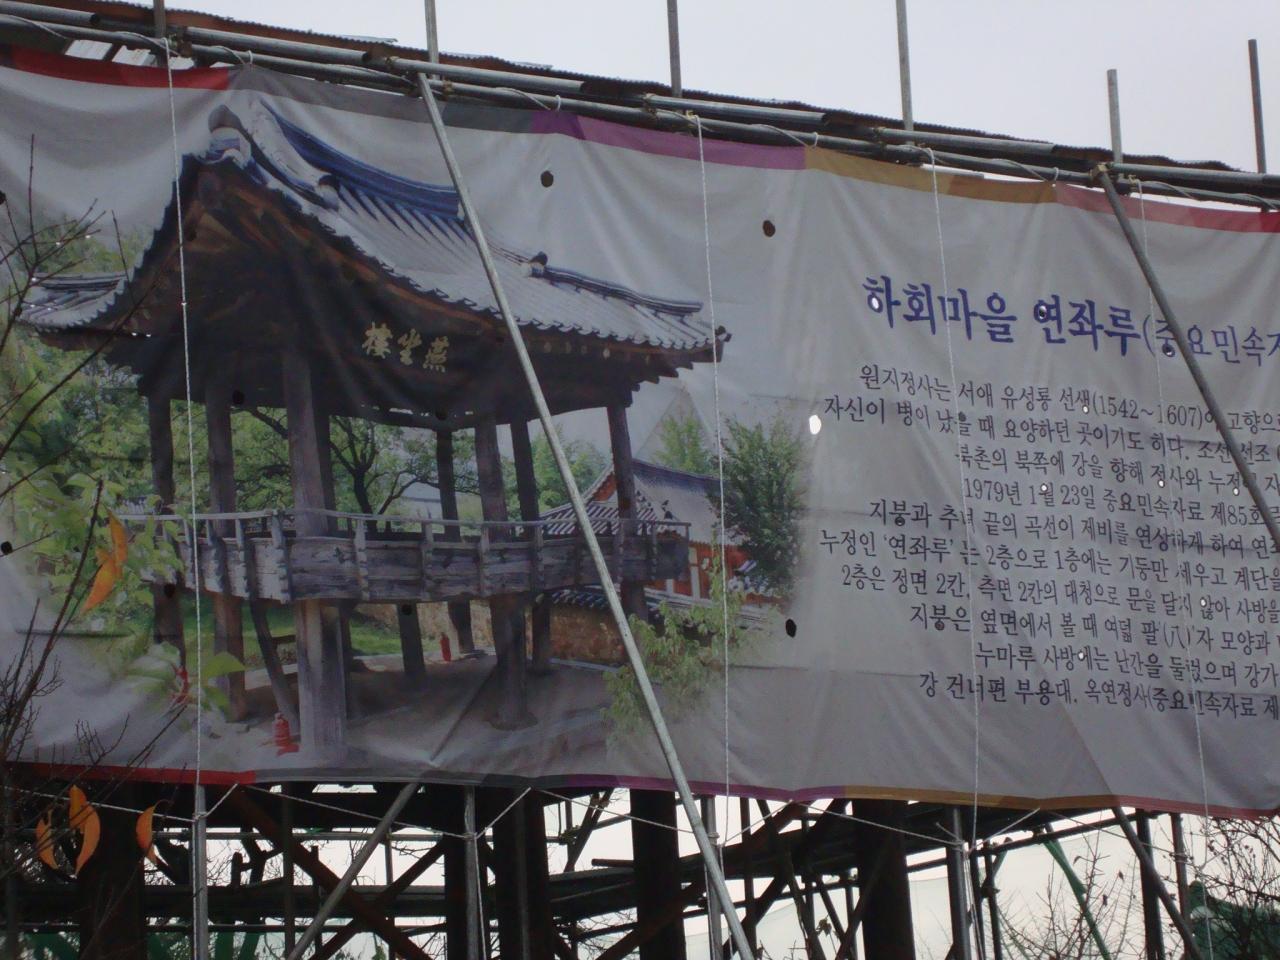 樓坐燕
하회마을 연좌루(중요민속자
원지정사는 서애 유성룡 선생(1542~1607)이 고향으로
자신이 병이 났을 때 요양하던 곳이기도 하다. 조선 선조
북촌의 북쪽에 강을 향해 정사와 누정
1979년 1월 23일 중요민속자료 제85호로
지붕과 추녀 끝의 곡선이 제비를 연상하게 하여 연좌
누정인 '연좌루'는 2층으로 1층에는 기둥만 세우고 계단을
2층은 정면 2칸, 측면 2칸의 대청으로 문을 달지 않아 사방을
지붕은 옆면에서 볼 때 여덟 팔(八)자 모양과
누마루 사방에는 난간을 둘렀으며 강가
강 건너편 부용대, 옥연정사(중요민속자료 제